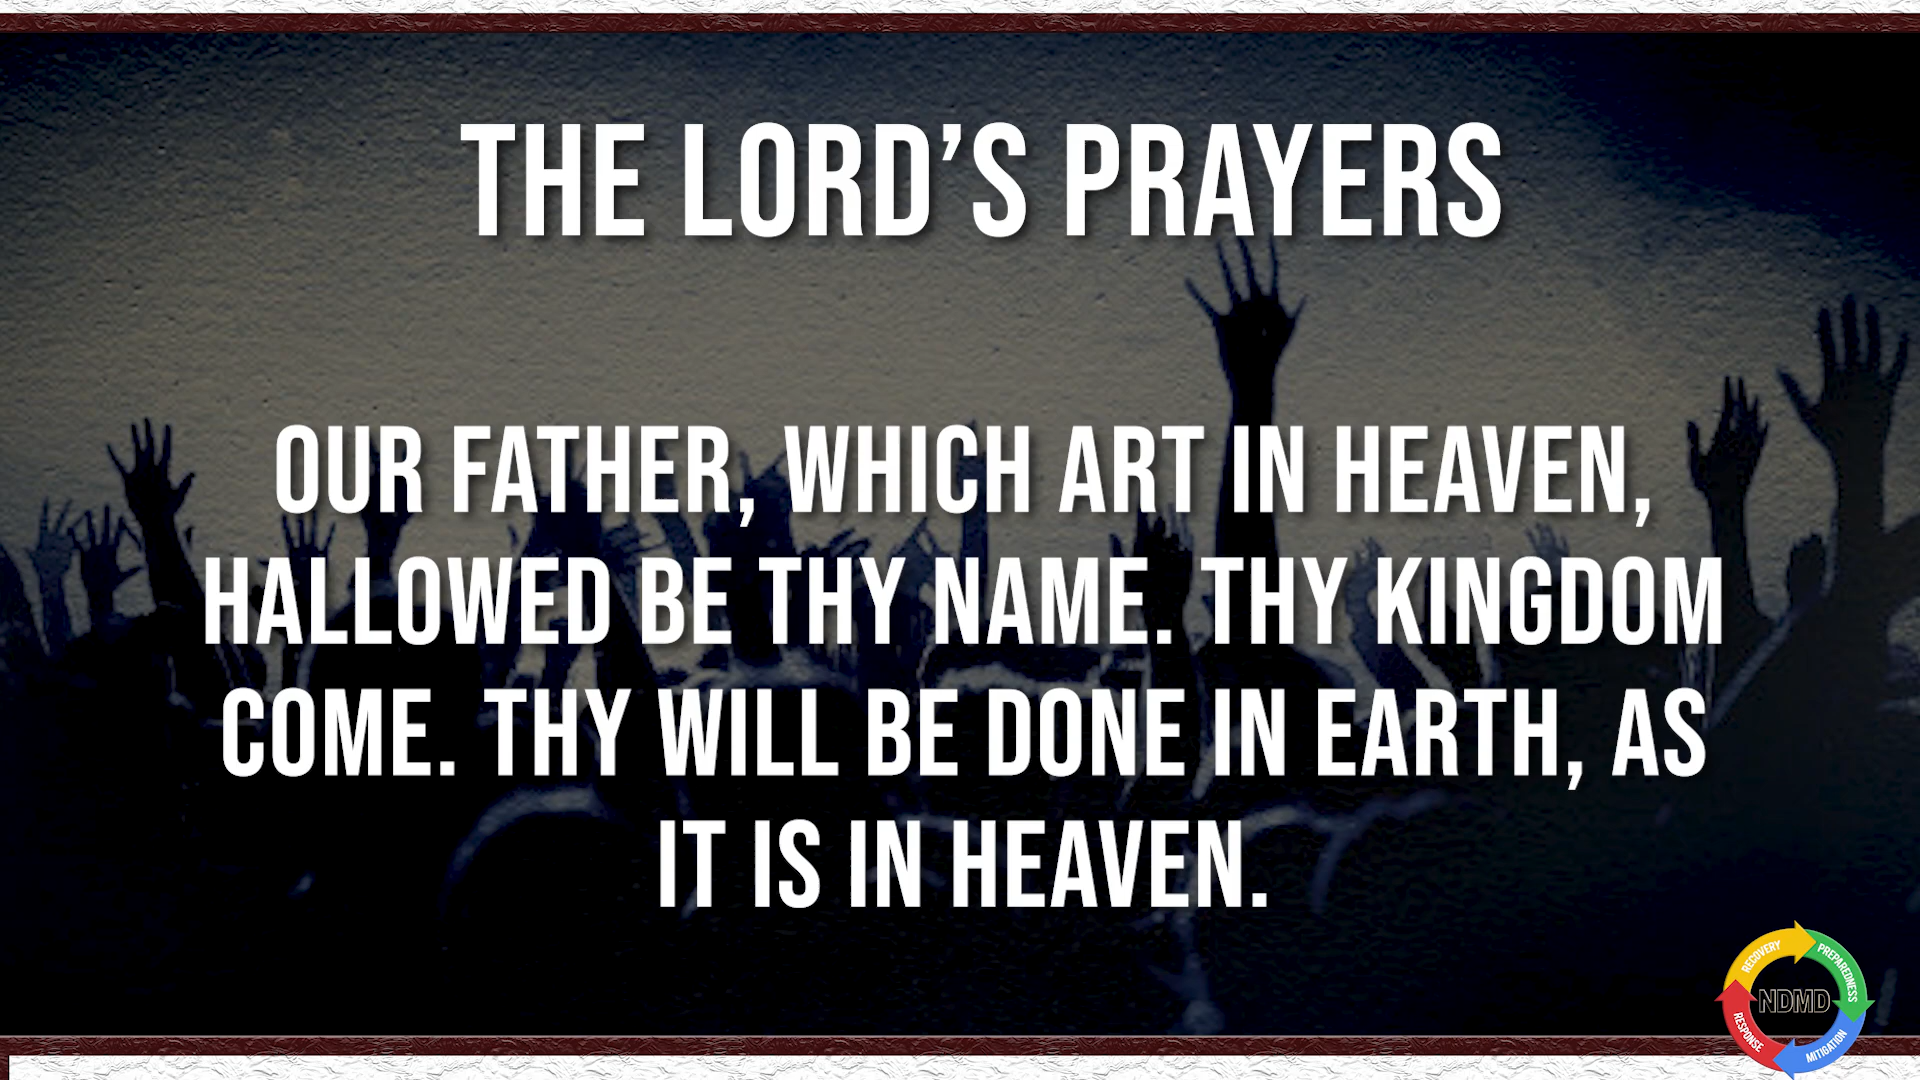 THE LORD’S PRAYERS
OUR FATHER, WHICH ART IN HEAVEN,
HALLOWED BE THY NAME. THY KINGDOM
COME. THY WILL BE DONE IN EARTH, AS
IT IS IN HEAVEN.
RECOVERY
PREPAREDNESS
NDMD
RESPONSE
MITIGATION